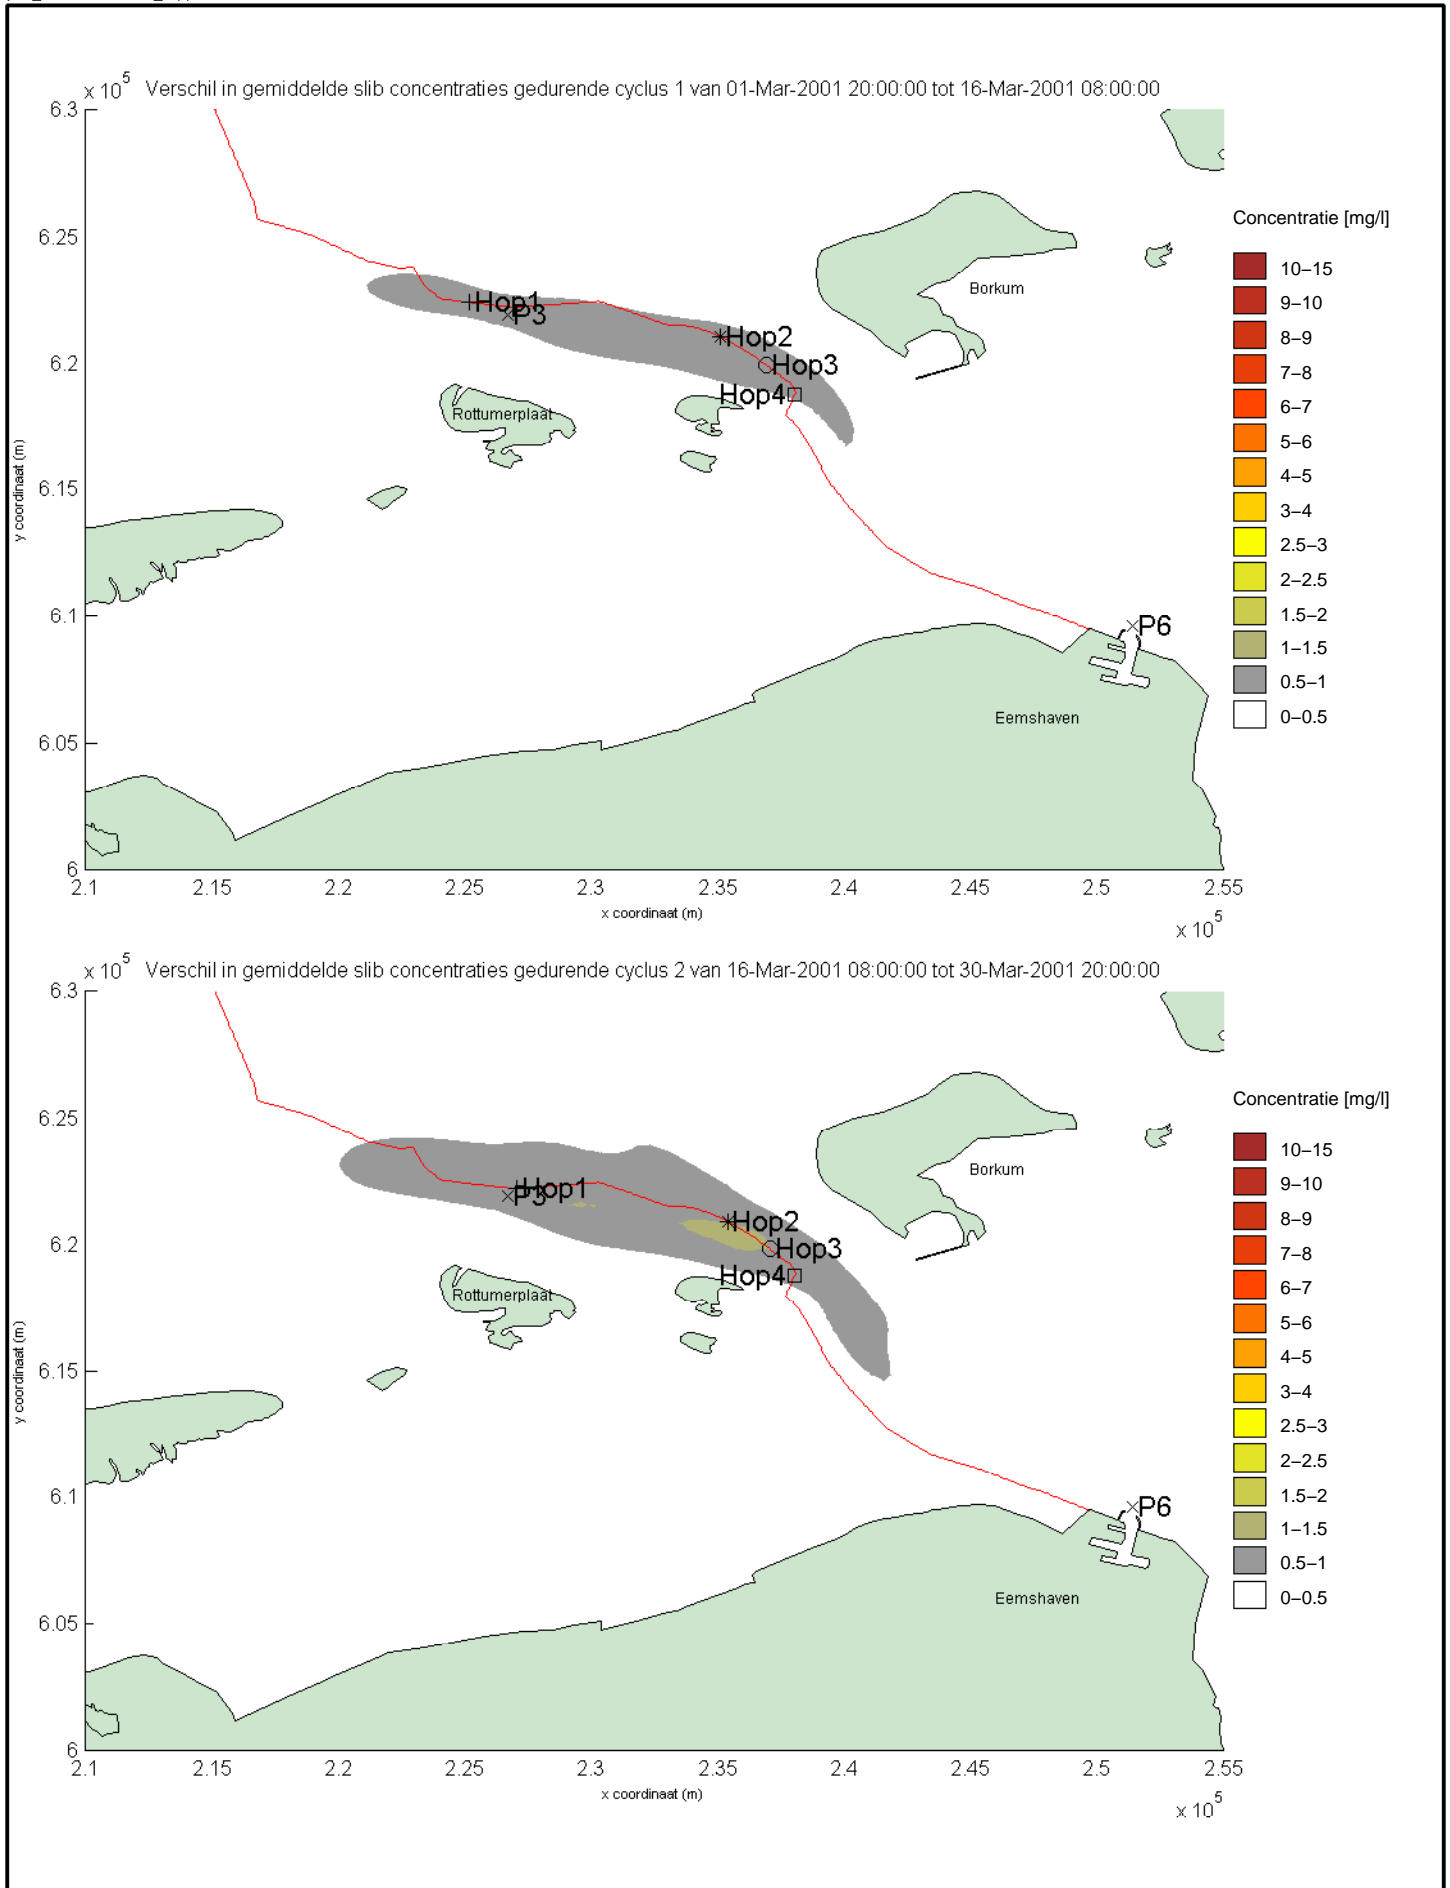 x 10^5 Verschil in gemiddelde slib concentraties gedurende cyclus 1 van 01-Mar-2001 20:00:00 tot 16-Mar-2001 08:00:00
6.3
6.25
6.2
6.15
6.1
6.05
6
y coordinaat (m)
Hop1
P3
Hop2
Hop3
Hop4
Borkum
Rottumerplaat
P6
Eemshaven
2.1 2.15 2.2 2.25 2.3 2.35 2.4 2.45 2.5 2.55
x coordinaat (m)
x 10^5
Concentratie [mg/l]
10–15
9–10
8–9
7–8
6–7
5–6
4–5
3–4
2.5–3
2–2.5
1.5–2
1–1.5
0.5–1
0–0.5
x 10^5 Verschil in gemiddelde slib concentraties gedurende cyclus 2 van 16-Mar-2001 08:00:00 tot 30-Mar-2001 20:00:00
6.3
6.25
6.2
6.15
6.1
6.05
6
y coordinaat (m)
Hop1
P3
Hop2
Hop3
Hop4
Borkum
Rottumerplaat
P6
Eemshaven
2.1 2.15 2.2 2.25 2.3 2.35 2.4 2.45 2.5 2.55
x coordinaat (m)
x 10^5
Concentratie [mg/l]
10–15
9–10
8–9
7–8
6–7
5–6
4–5
3–4
2.5–3
2–2.5
1.5–2
1–1.5
0.5–1
0–0.5